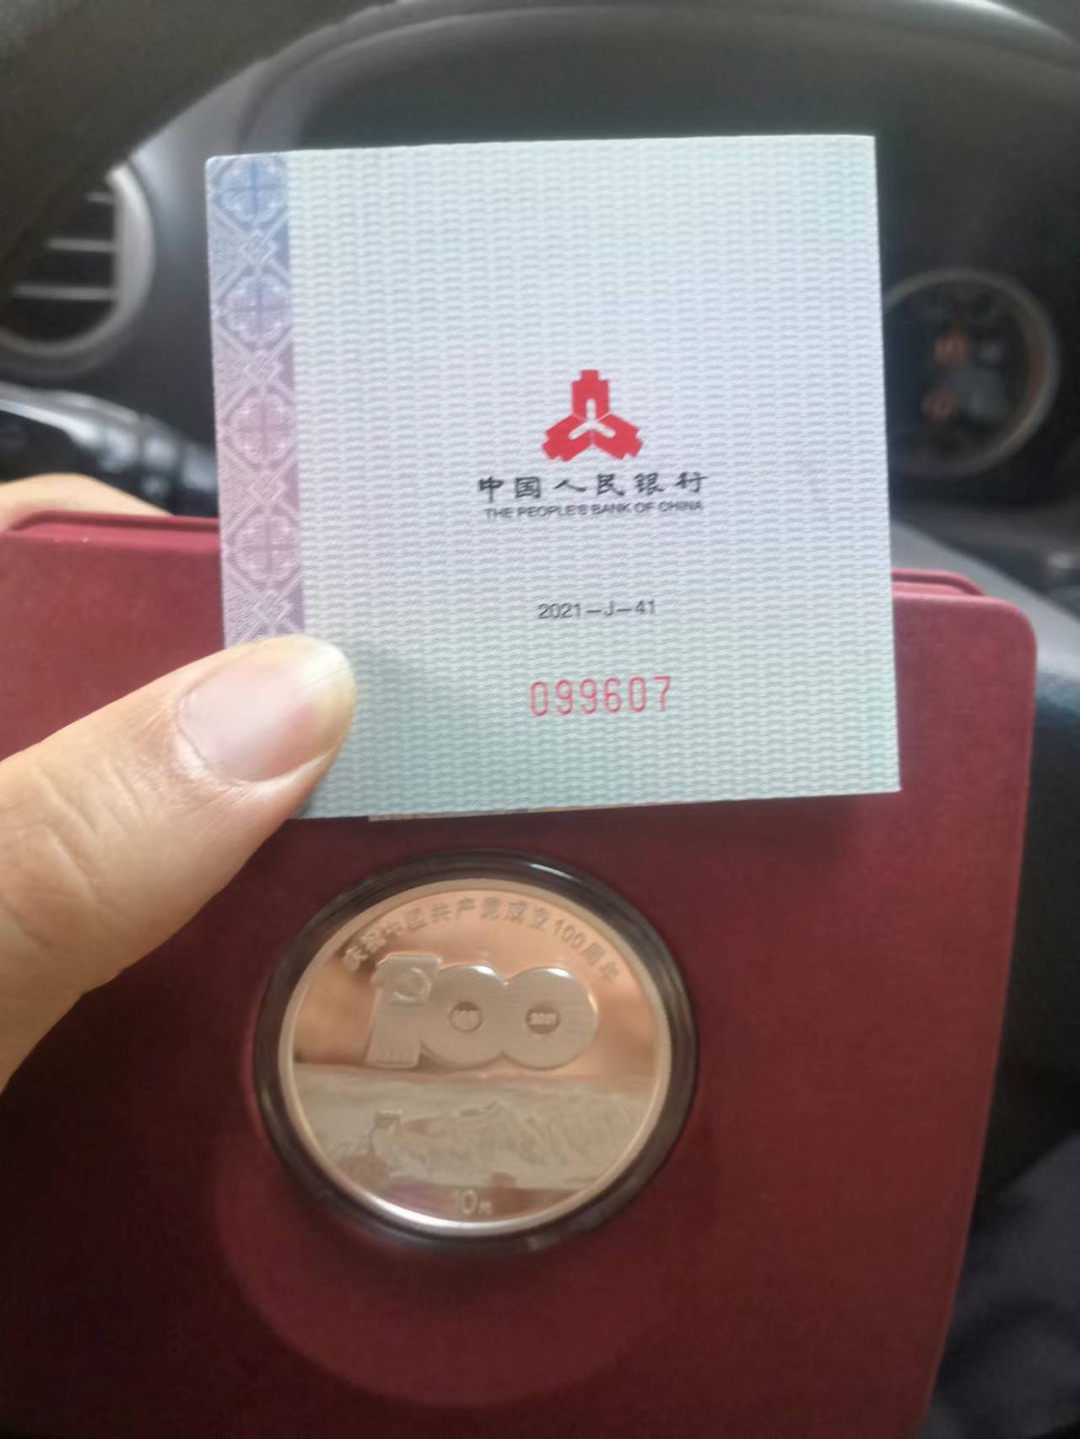 中国人民银行
THE PEOPLE'S BANK OF CHINA
2021-J-41
099607
庆祝中国共产党成立100周年
100
2021
10元